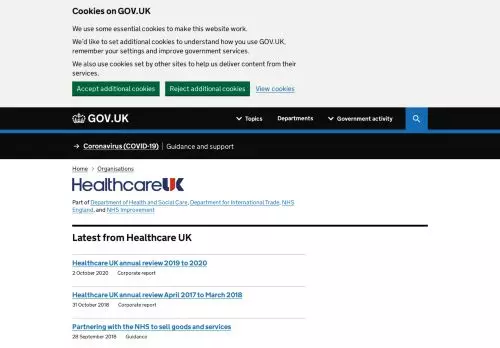 Cookies on GOV.UK
We use some essential cookies to make this website work.
We'd like to set additional cookies to understand how you use GOV.UK,
remember your settings and improve government services.
We also use cookies set by other sites to help us deliver content from their
services.
Accept additional cookies Reject additional cookies View cookies
GOV.UK Topics Departments Government activity
→ Coronavirus (COVID-19) Guidance and support
Home > Organisations
HealthcareUK
Part of Department of Health and Social Care, Department for International Trade, NHS
England, and NHS Improvement
Latest from Healthcare UK
Healthcare UK annual review 2019 to 2020
2 October 2020 Corporate report
Healthcare UK annual review April 2017 to March 2018
31 October 2018 Corporate report
Partnering with the NHS to sell goods and services
28 September 2018 Guidance